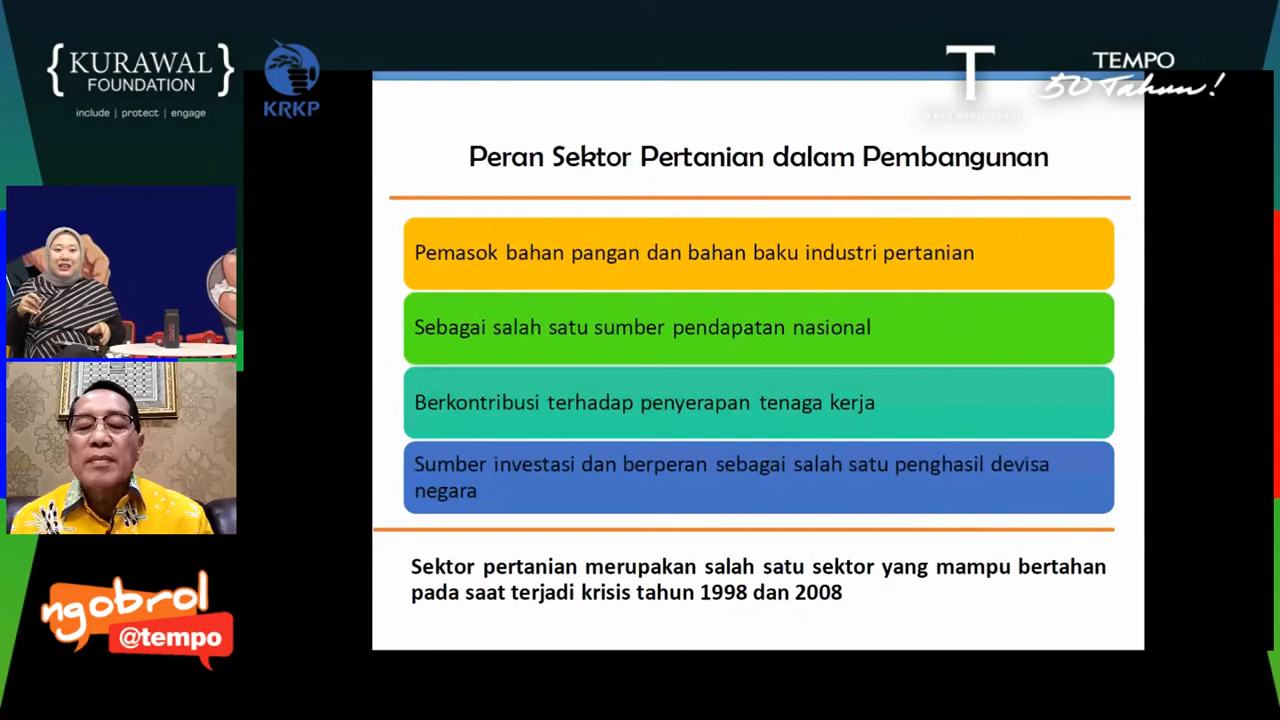 { KURAWAL }
FOUNDATION
include | protect | engage
KRKP
T
TEMPO MEDIA GROUP
TEMPO
50 Tahun!
Peran Sektor Pertanian dalam Pembangunan
Pemasok bahan pangan dan bahan baku industri pertanian
Sebagai salah satu sumber pendapatan nasional
Berkontribusi terhadap penyerapan tenaga kerja
Sumber investasi dan berperan sebagai salah satu penghasil devisa
negara
Sektor pertanian merupakan salah satu sektor yang mampu bertahan
pada saat terjadi krisis tahun 1998 dan 2008
ngobrol
@tempo